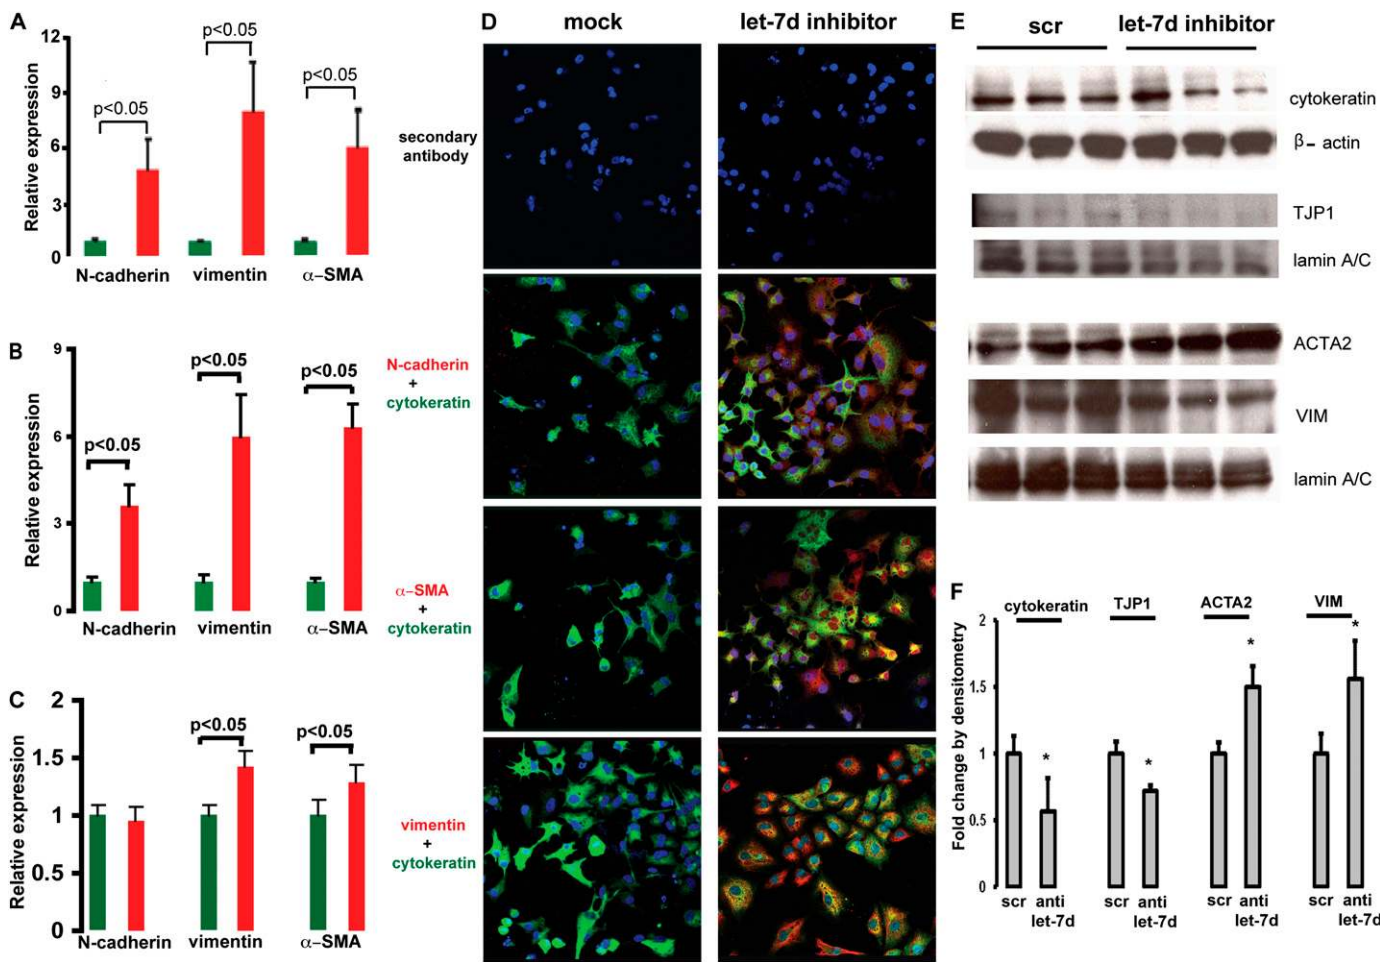 A
Relative expression
12
9
6
3
0
p<0.05
p<0.05
p<0.05
N-cadherin
vimentin
α–SMA
B
Relative expression
9
6
3
0
p<0.05
p<0.05
p<0.05
N-cadherin
vimentin
α–SMA
C
Relative expression
2
1.5
1
0.5
0
p<0.05
p<0.05
N-cadherin
vimentin
α–SMA
D
mock
let-7d inhibitor
secondary
antibody
N-cadherin
+
cytokeratin
α–SMA
+
cytokeratin
vimentin
+
cytokeratin
E
scr
let-7d inhibitor
cytokeratin
β– actin
TJP1
lamin A/C
ACTA2
VIM
lamin A/C
F
Fold change by densitometry
2
1.5
1
0.5
0
cytokeratin
TJP1
ACTA2
VIM
*
*
*
*
scr anti
let-7d
scr anti
let-7d
scr anti
let-7d
scr anti
let-7d